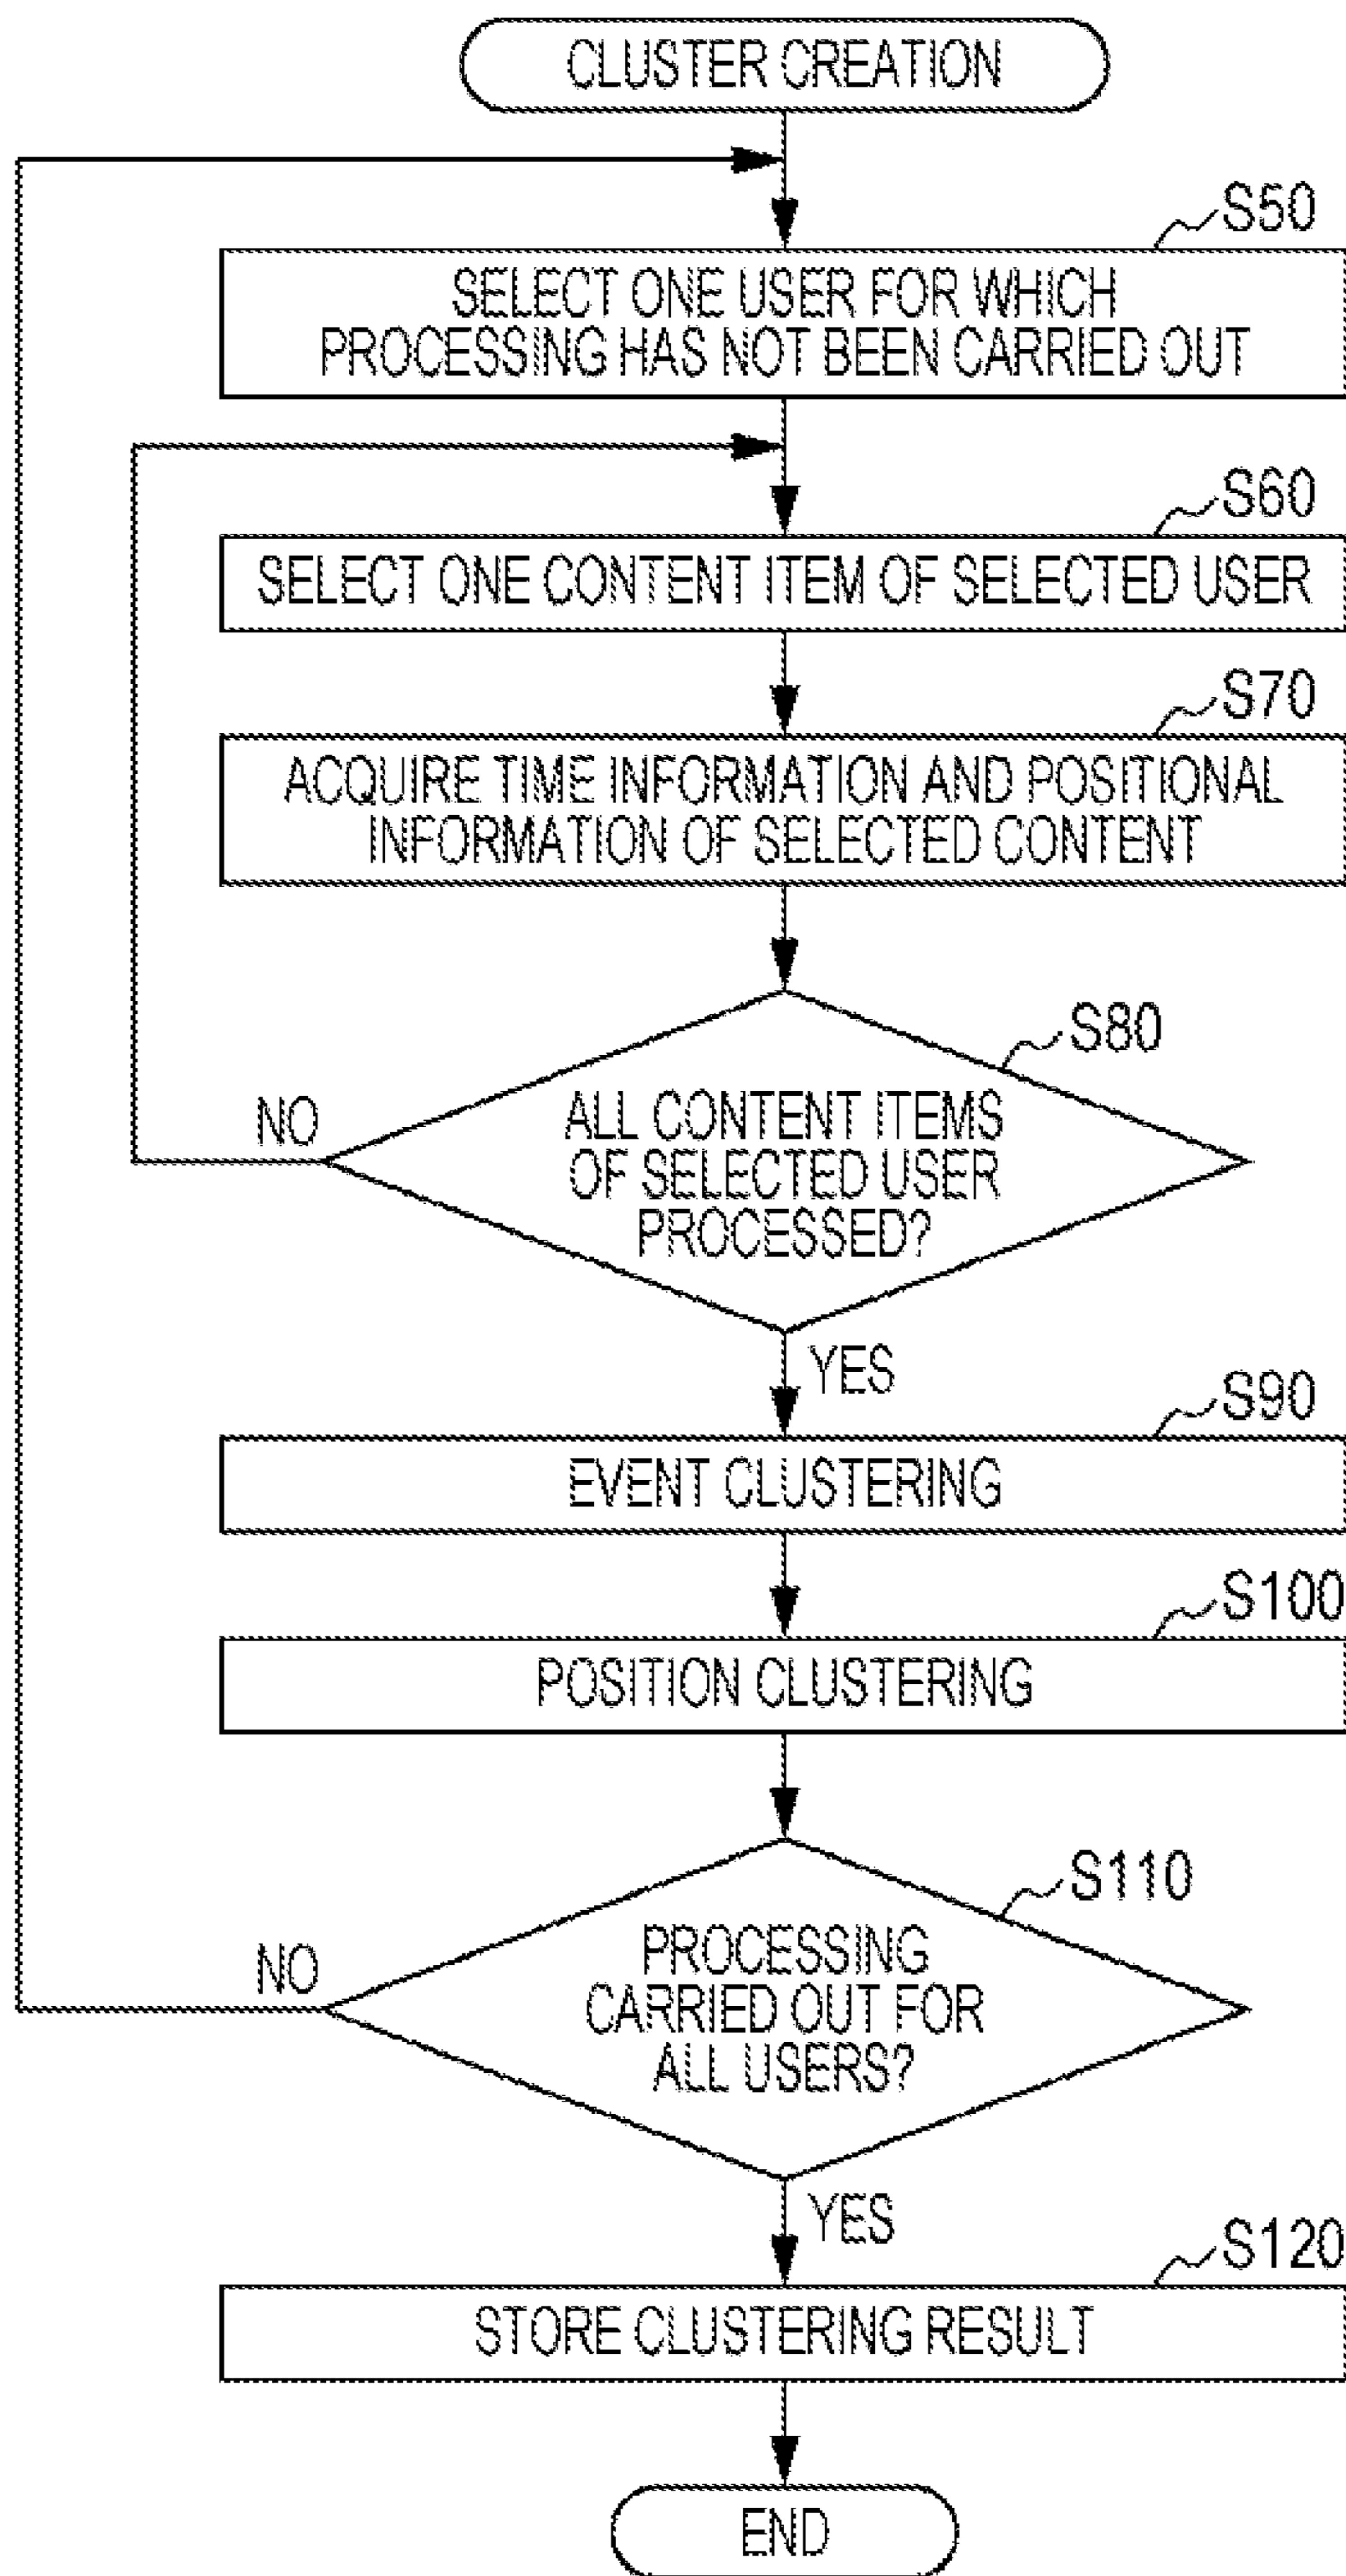 CLUSTER CREATION
S50
SELECT ONE USER FOR WHICH
PROCESSING HAS NOT BEEN CARRIED OUT
S60
SELECT ONE CONTENT ITEM OF SELECTED USER
S70
ACQUIRE TIME INFORMATION AND POSITIONAL
INFORMATION OF SELECTED CONTENT
S80
ALL CONTENT ITEMS
OF SELECTED USER
PROCESSED?
NO
YES
S90
EVENT CLUSTERING
S100
POSITION CLUSTERING
S110
PROCESSING
CARRIED OUT FOR
ALL USERS?
NO
YES
S120
STORE CLUSTERING RESULT
END